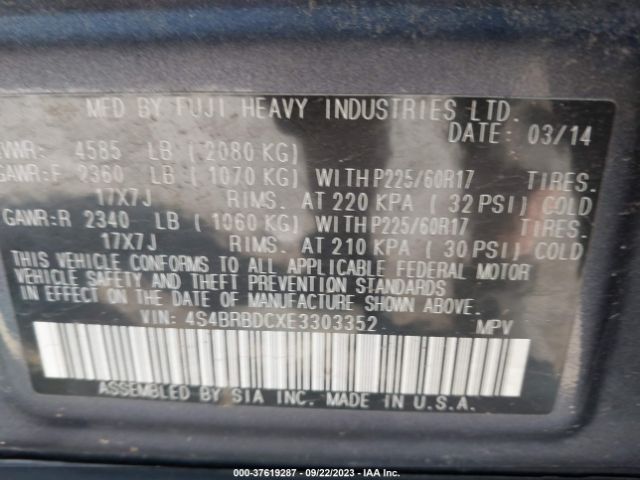 MFD BY FUJI HEAVY INDUSTRIES LTD.
DATE: 03/14
VWR: 4585 LB ( 2080 KG)
GAWR:F 2360 LB ( 1070 KG) WITH P225/60R17 TIRES.
17X7J RIMS. AT 220 KPA ( 32 PSI) COLD
GAWR:R 2340 LB ( 1060 KG) WITH P225/60R17 TIRES.
17X7J RIMS. AT 210 KPA ( 30 PSI) COLD
THIS VEHICLE CONFORMS TO ALL APPLICABLE FEDERAL MOTOR
VEHICLE SAFETY AND THEFT PREVENTION STANDARDS
IN EFFECT ON THE DATE OF MANUFACTURE SHOWN ABOVE.
VIN: 4S4BRBDCXE3303352 MPV
ASSEMBLED BY SIA INC. MADE IN U.S.A.
000-37619287 - 09/22/2023 - IAA Inc.